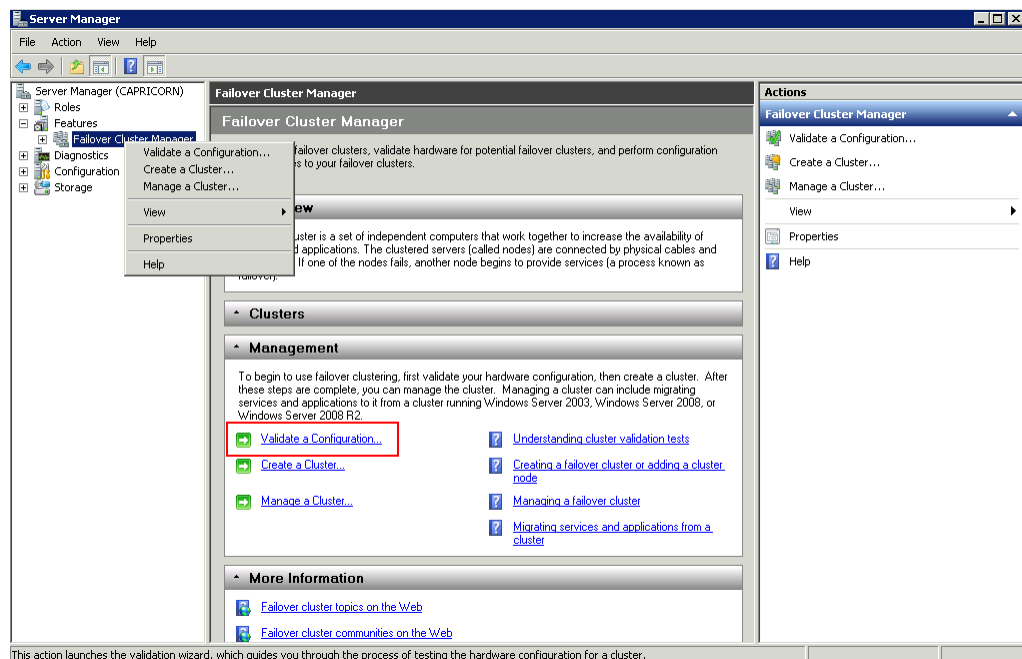 Server Manager
File Action View Help
Server Manager (CAPRICORN)
Roles
Features
Failover Cluster Manager
Diagnostics
Configuration
Storage
Validate a Configuration...
Create a Cluster...
Manage a Cluster...
View
Properties
Help
Failover Cluster Manager
Failover Cluster Manager
failover clusters, validate hardware for potential failover clusters, and perform configuration
to your failover clusters.
ew
uster is a set of independent computers that work together to increase the availability of
applications. The clustered servers (called nodes) are connected by physical cables and
If one of the nodes fails, another node begins to provide services (a process known as
failover).
Clusters
Management
To begin to use failover clustering, first validate your hardware configuration, then create a cluster. After
these steps are complete, you can manage the cluster. Managing a cluster can include migrating
services and applications to it from a cluster running Windows Server 2003, Windows Server 2008, or
Windows Server 2008 R2.
Validate a Configuration...
Understanding cluster validation tests
Create a Cluster...
Creating a failover cluster or adding a cluster
node
Manage a Cluster...
Managing a failover cluster
Migrating services and applications from a
cluster
More Information
Failover cluster topics on the Web
Failover cluster communities on the Web
Actions
Failover Cluster Manager
Validate a Configuration...
Create a Cluster...
Manage a Cluster...
View
Properties
Help
This action launches the validation wizard, which guides you through the process of testing the hardware configuration for a cluster.